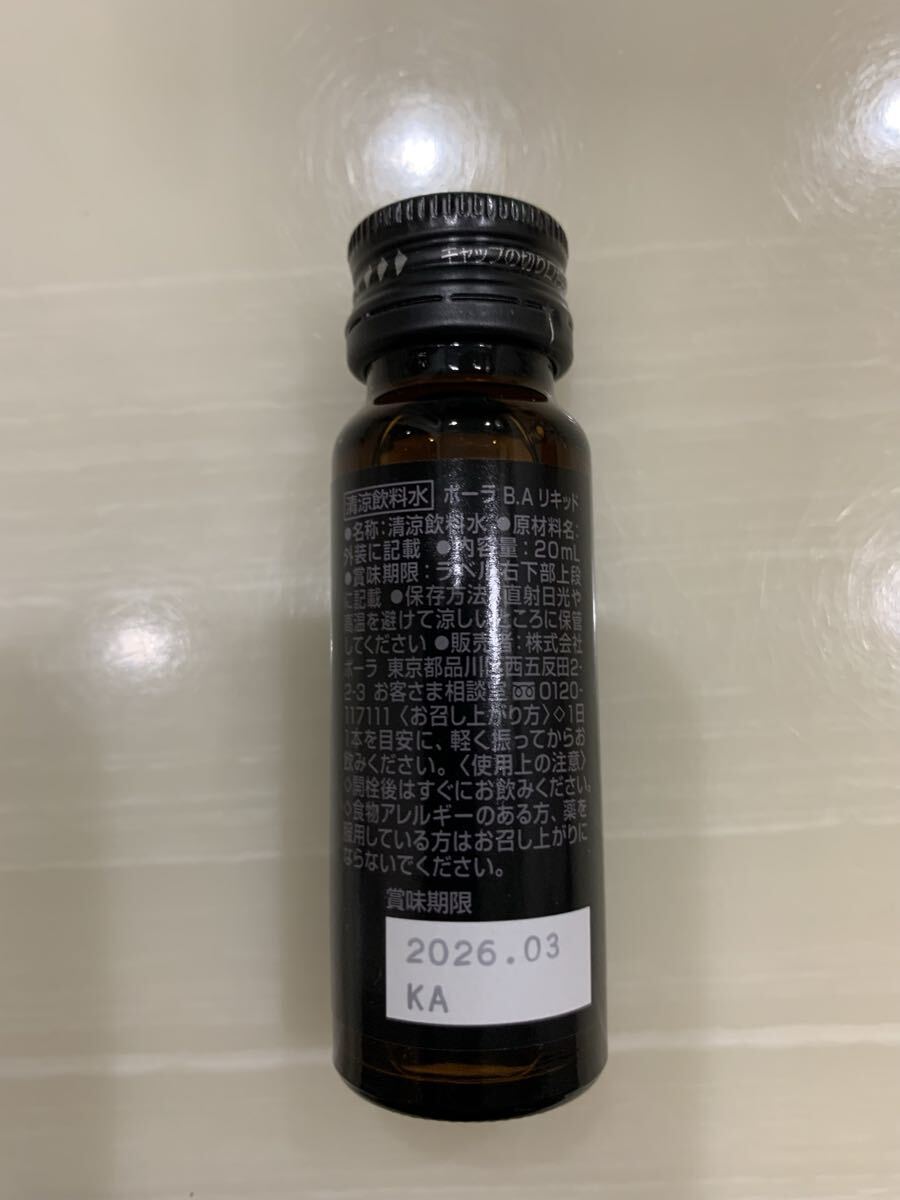 キャップの切り口
清涼飲料水 ポーラ B.A リキッド
●名称:清涼飲料水 ●原材料名:
外装に記載 ●内容量:20mL
●賞味期限:ラベル右下部上段
に記載 ●保存方法:直射日光や
高温を避けて涼しいところに保管
してください ●販売者:株式会社
ポーラ 東京都品川区西五反田2-
2-3 お客さま相談室 0120-
117111〈お召し上がり方〉◇1日
1本を目安に、軽く振ってからお
飲みください。〈使用上の注意〉
◇開栓後はすぐにお飲みください。
◇食物アレルギーのある方、薬を
服用している方はお召し上がりに
ならないでください。
賞味期限
2026.03
KA